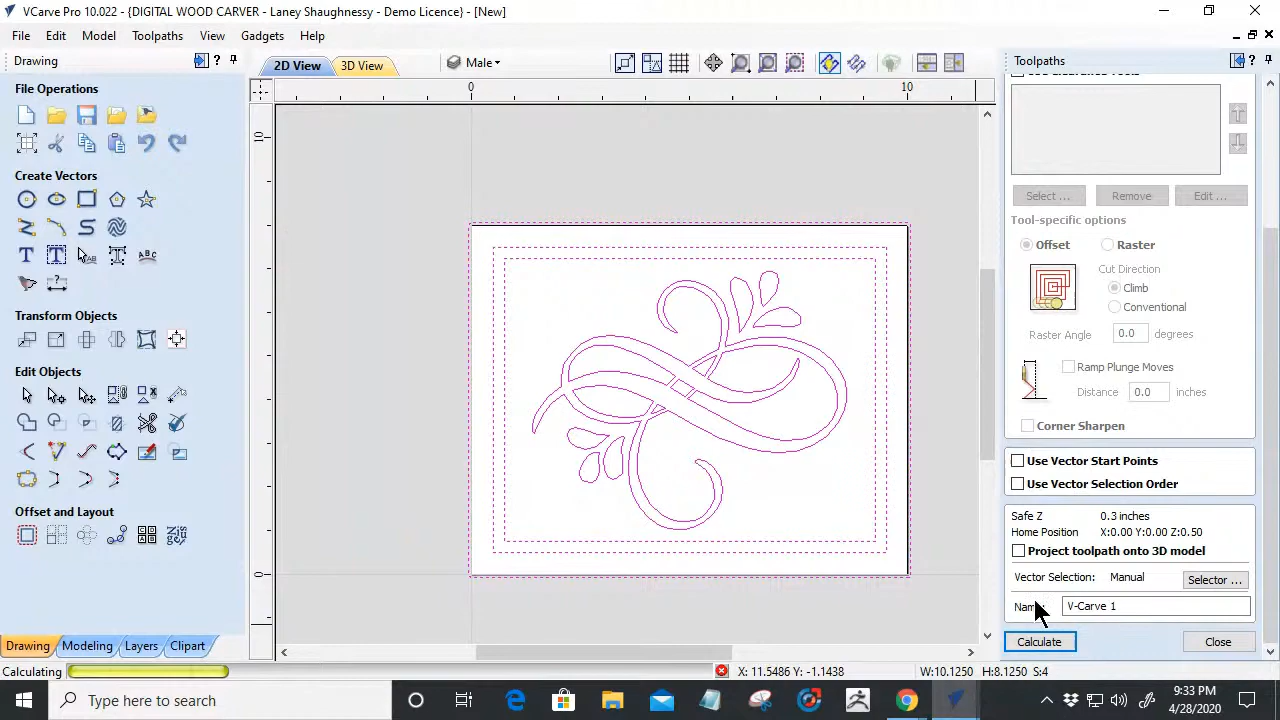 VCarve Pro 10.022 - {DIGITAL WOOD CARVER - Laney Shaughnessy - Demo Licence} - [New]
File Edit Model Toolpaths View Gadgets Help
Drawing
File Operations
Create Vectors
Transform Objects
Edit Objects
Offset and Layout
Drawing Modeling Layers Clipart
2D View 3D View Male
0 10
10
0
Toolpaths
Select ... Remove Edit ...
Tool-specific options
Offset Raster
Cut Direction
Climb
Conventional
Raster Angle 0.0 degrees
Ramp Plunge Moves
Distance 0.0 inches
Corner Sharpen
Use Vector Start Points
Use Vector Selection Order
Safe Z 0.3 inches
Home Position X:0.00 Y:0.00 Z:0.50
Project toolpath onto 3D model
Vector Selection: Manual Selector ...
V-Carve 1
Calculate Close
Calculating X: 11.5486 Y: -1.1438 W:10.1250 H:8.1250 S:4
Type here to search
9:33 PM
4/28/2020